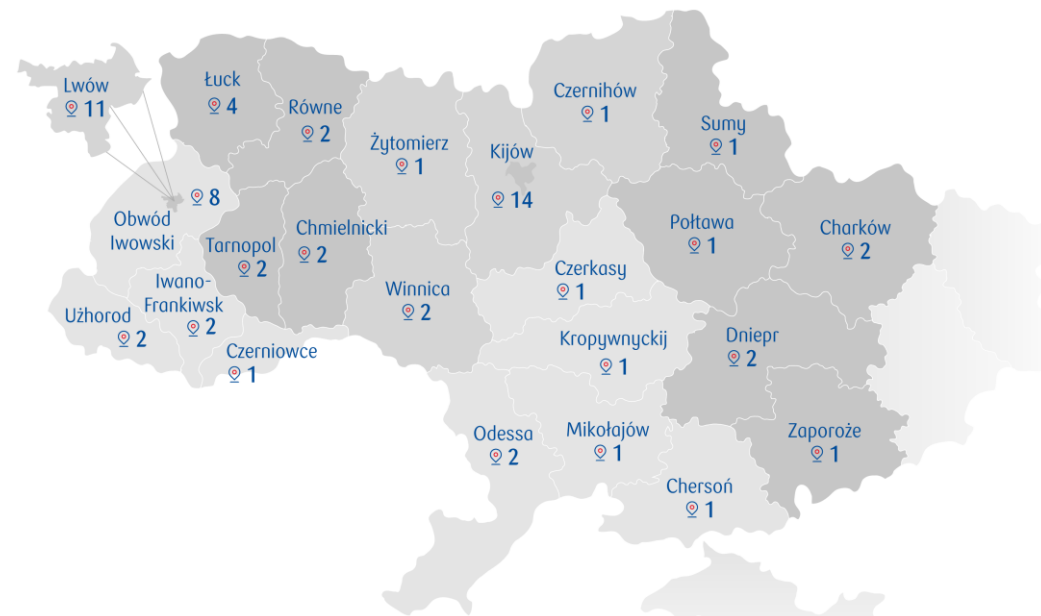 Lwów
11
Łuck
4
Równe
2
Żytomierz
1
Kijów
14
Czernihów
1
Sumy
1
8
Obwód
lwowski
Tarnopol
2
Chmielnicki
2
Winnica
2
Czerkasy
1
Połtawa
1
Charków
2
Użhorod
2
Iwano-
Frankiwsk
2
Czerniowce
1
Kropywnyckij
1
Dniepr
2
Odessa
2
Mikołajów
1
Zaporoże
1
Chersoń
1